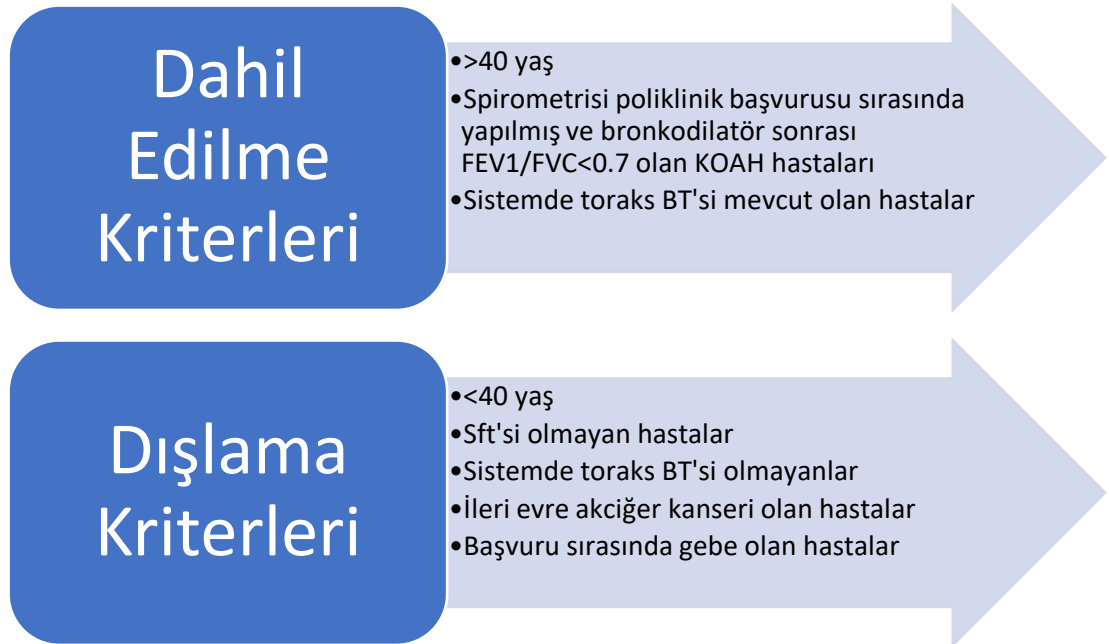 Dahil
Edilme
Kriterleri
•>40 yaş
•Spirometrisi poliklinik başvurusu sırasında
yapılmış ve bronkodilatör sonrası
FEV1/FVC<0.7 olan KOAH hastaları
•Sistemde toraks BT'si mevcut olan hastalar
Dışlama
Kriterleri
•<40 yaş
•Sft'si olmayan hastalar
•Sistemde toraks BT'si olmayanlar
•İleri evre akciğer kanseri olan hastalar
•Başvuru sırasında gebe olan hastalar